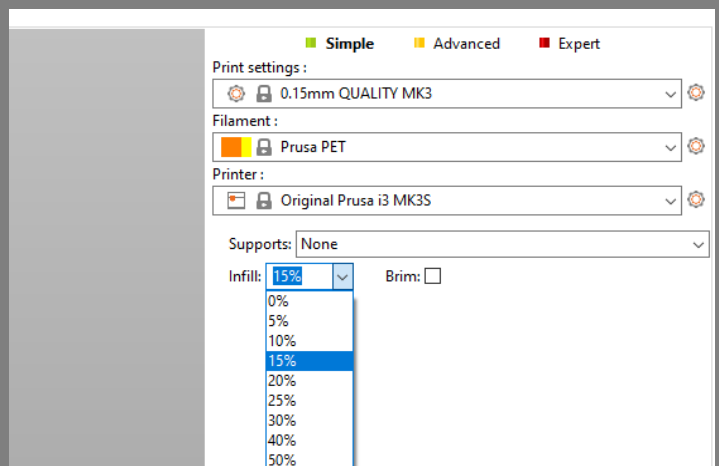 Simple Advanced Expert
Print settings :
0.15mm QUALITY MK3
Filament :
Prusa PET
Printer :
Original Prusa i3 MK3S
Supports: None
Infill: 15% Brim:
0%
5%
10%
15%
20%
25%
30%
40%
50%